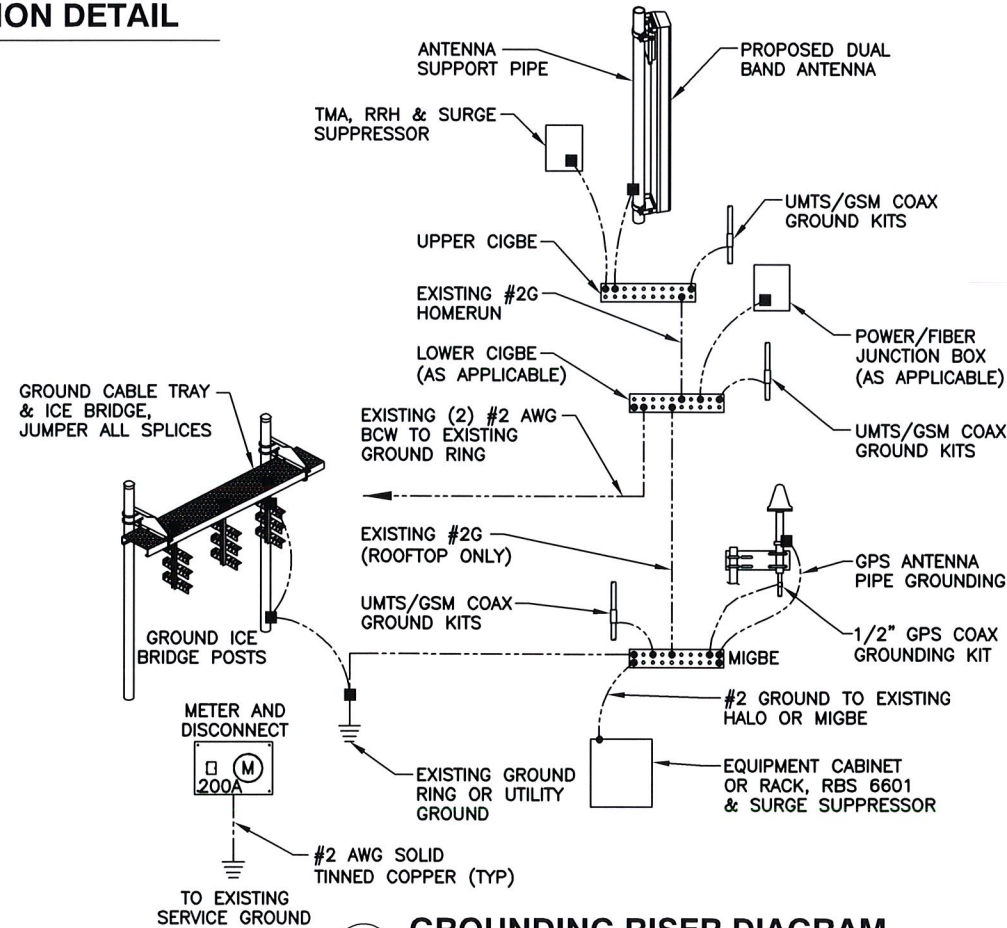 ION DETAIL
ANTENNA
SUPPORT PIPE
PROPOSED DUAL
BAND ANTENNA
TMA, RRH & SURGE
SUPPRESSOR
UMTS/GSM COAX
GROUND KITS
UPPER CIGBE
EXISTING #2G
HOMERUN
POWER/FIBER
JUNCTION BOX
(AS APPLICABLE)
LOWER CIGBE
(AS APPLICABLE)
GROUND CABLE TRAY
& ICE BRIDGE,
JUMPER ALL SPLICES
EXISTING (2) #2 AWG
BCW TO EXISTING
GROUND RING
UMTS/GSM COAX
GROUND KITS
EXISTING #2G
(ROOFTOP ONLY)
GPS ANTENNA
PIPE GROUNDING
UMTS/GSM COAX
GROUND KITS
1/2" GPS COAX
GROUNDING KIT
GROUND ICE
BRIDGE POSTS
MIGBE
#2 GROUND TO EXISTING
HALO OR MIGBE
METER AND
DISCONNECT
M
200A
EXISTING GROUND
RING OR UTILITY
GROUND
EQUIPMENT CABINET
OR RACK, RBS 6601
& SURGE SUPPRESSOR
#2 AWG SOLID
TINNED COPPER (TYP)
TO EXISTING
SERVICE GROUND
GROUNDING RISER DIAGRAM